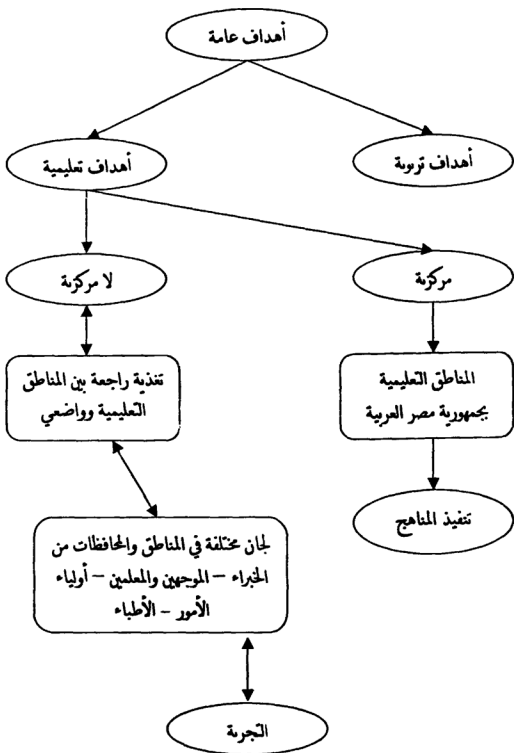 أهداف عامة
أهداف تربوية
أهداف تعليمية
مركزية
لا مركزية
المناطق التعليمية
بجمهورية مصر العربية
تغذية راجعة بين المناطق
التعليمية وواضعي
تنفيذ المناهج
لجان مختلفة في المناطق والمحافظات من
الخبراء – الموجهين والمعلمين – أولياء
الأمور – الأطباء
التجربة